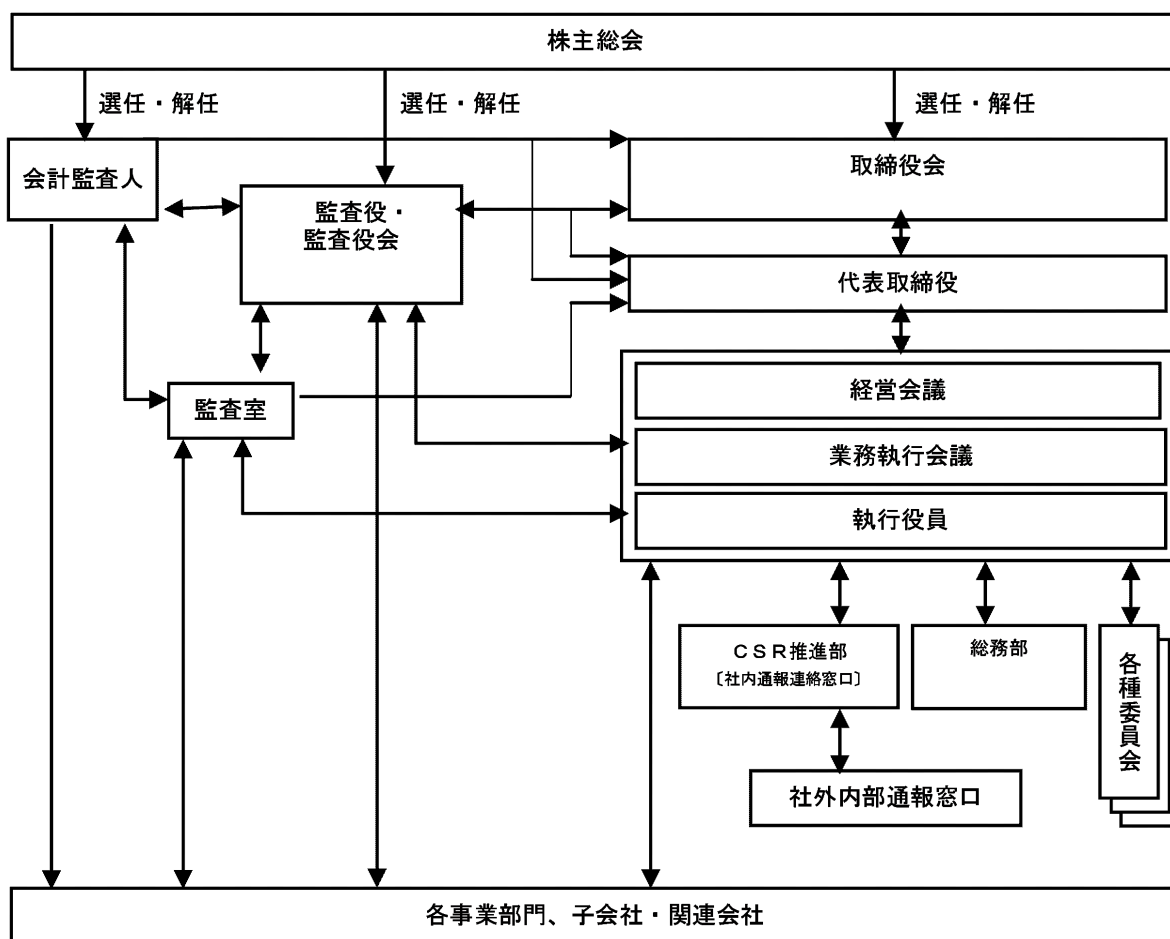 株主総会
選任・解任
選任・解任
選任・解任
会計監査人
監査役・
監査役会
取締役会
代表取締役
監査室
経営会議
業務執行会議
執行役員
ＣＳＲ推進部
〔社内通報連絡窓口〕
総務部
各種委員会
社外内部通報窓口
各事業部門、子会社・関連会社